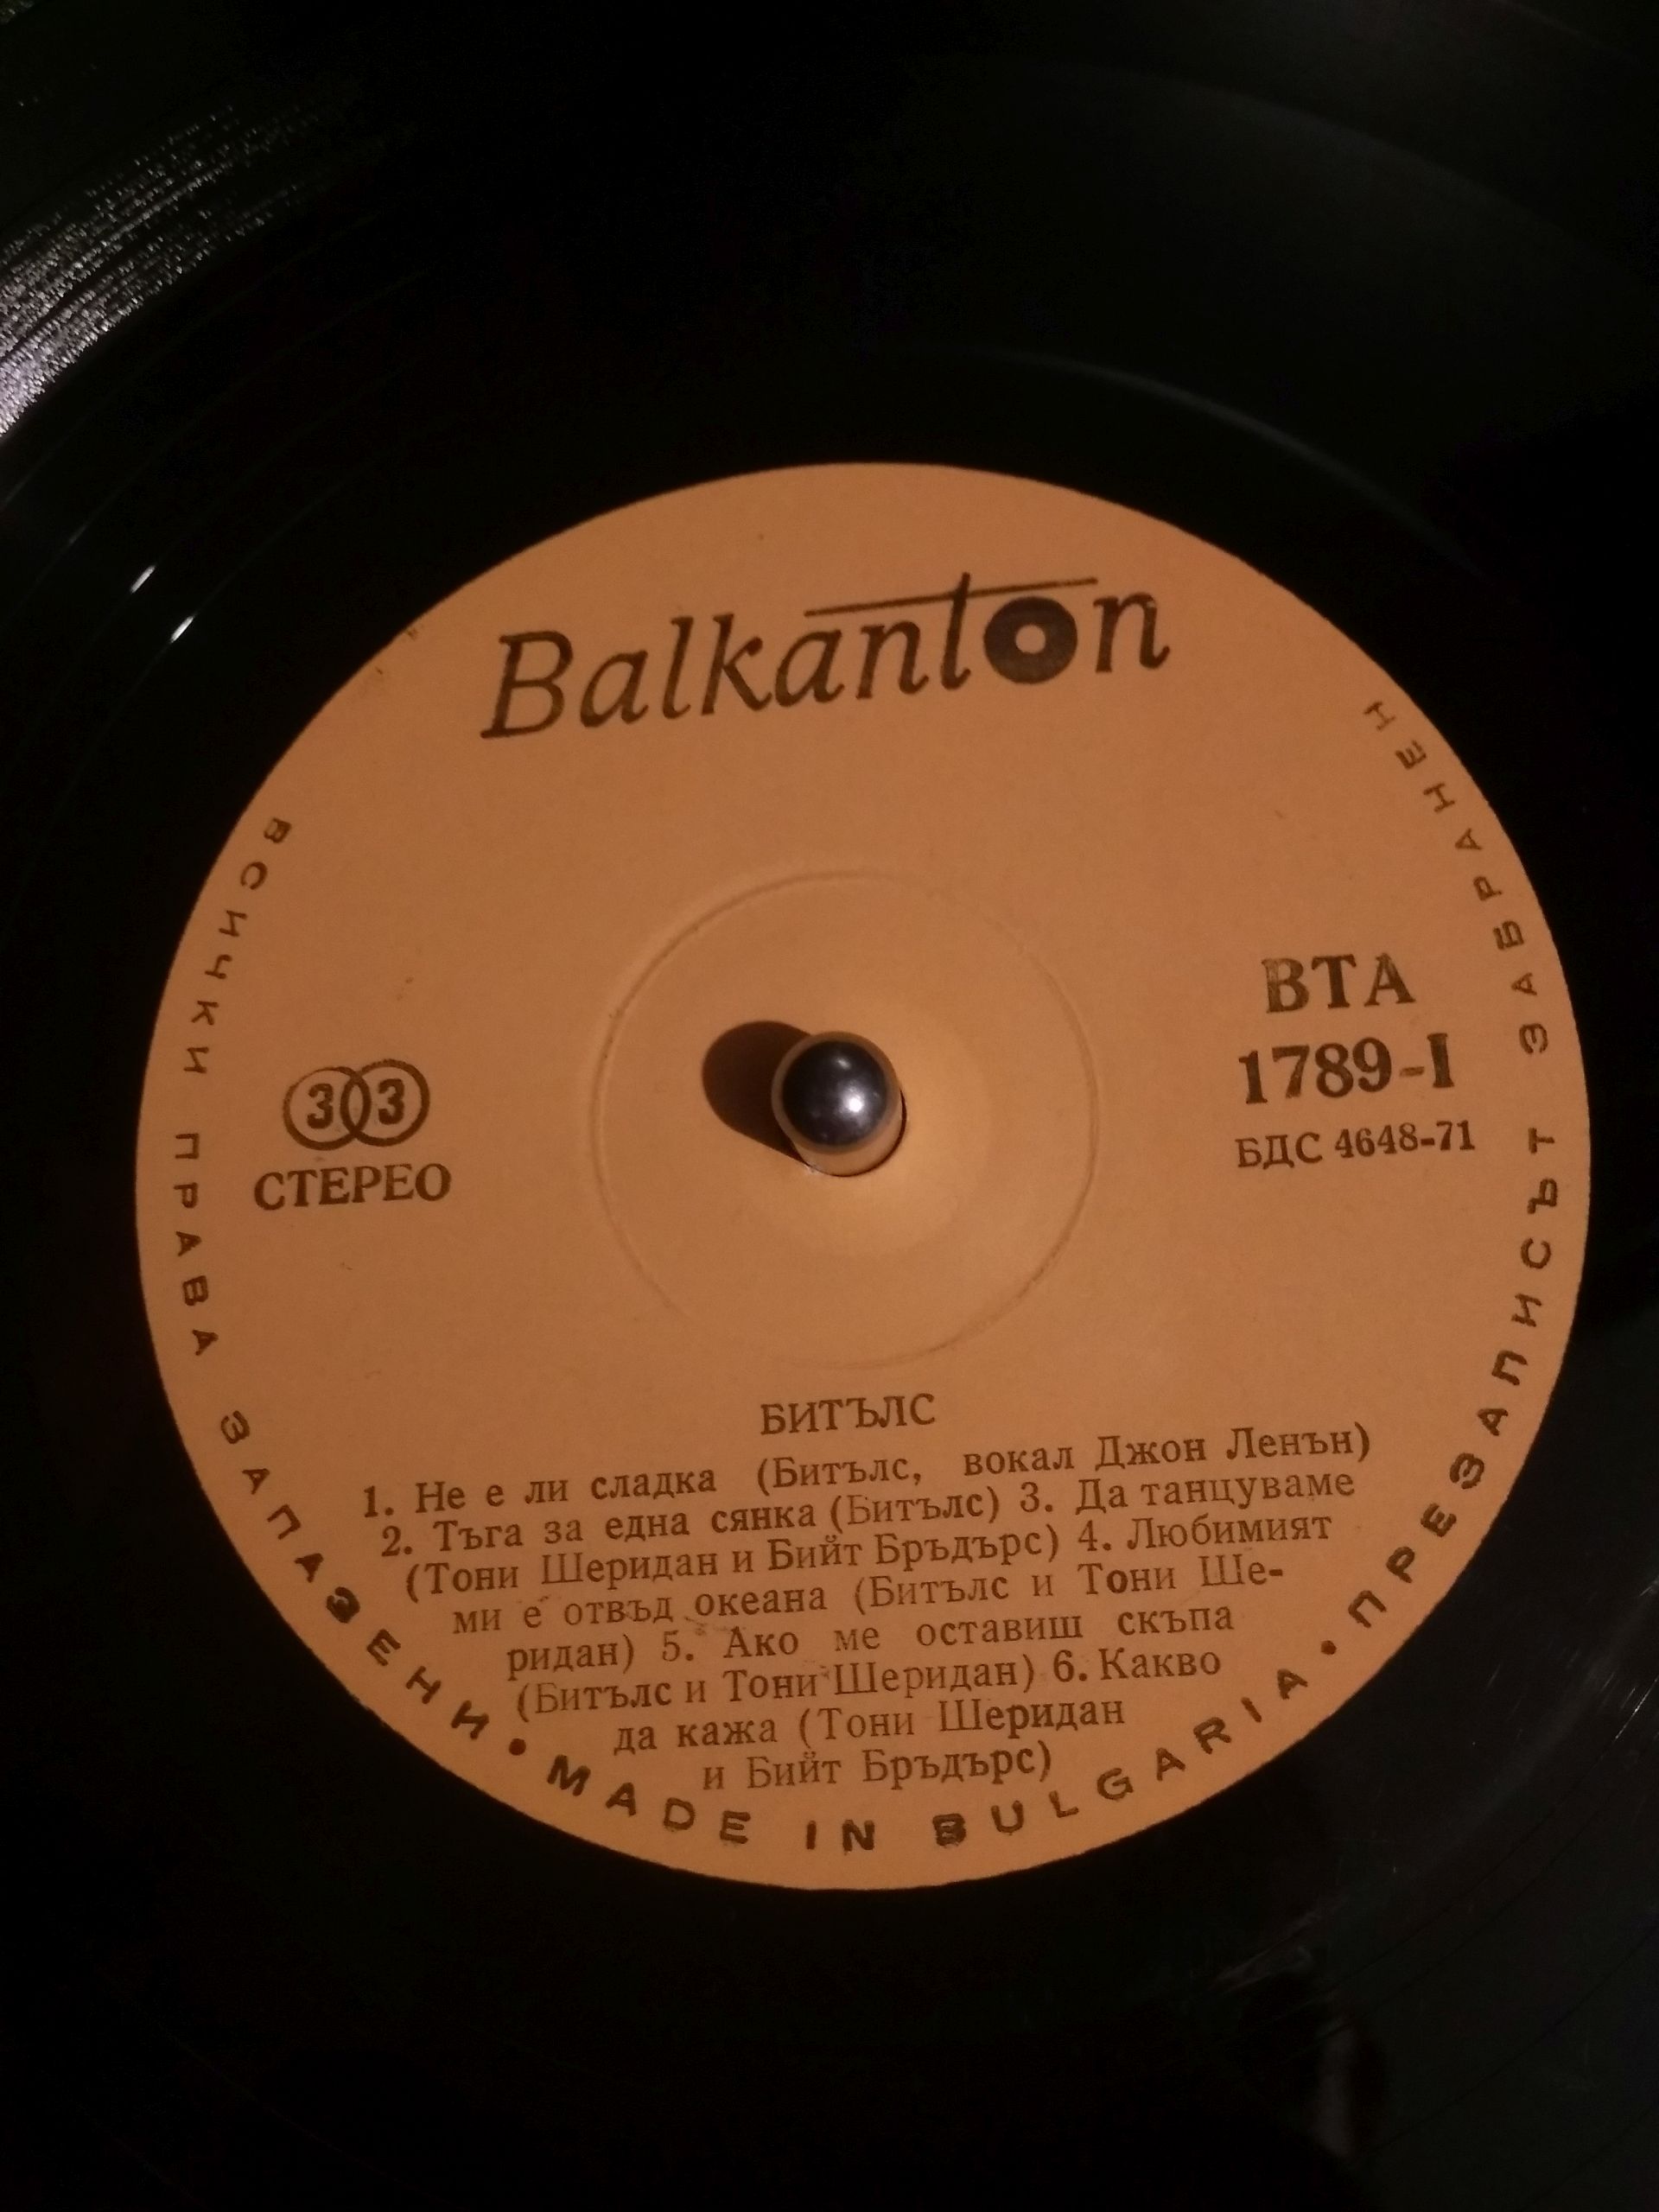 Balkanton
ВСИЧКИ ПРАВА ЗАПАЗЕНИ • MADE IN BULGARIA • ПРЕЗАПИСЪТ ЗАБРАНЕН
33
СТЕРЕО
ВТА
1789-I
БДС 4648-71
БИТЪЛС
1. Не е ли сладка (Битълс, вокал Джон Ленън)
2. Тъга за една сянка (Битълс) 3. Да танцуваме
(Тони Шеридан и Бийт Бръдърс) 4. Любимият
ми е отвъд океана (Битълс и Тони Ше-
ридан) 5. Ако ме оставиш скъпа
(Битълс и Тони Шеридан) 6. Какво
да кажа (Тони Шеридан
и Бийт Бръдърс)